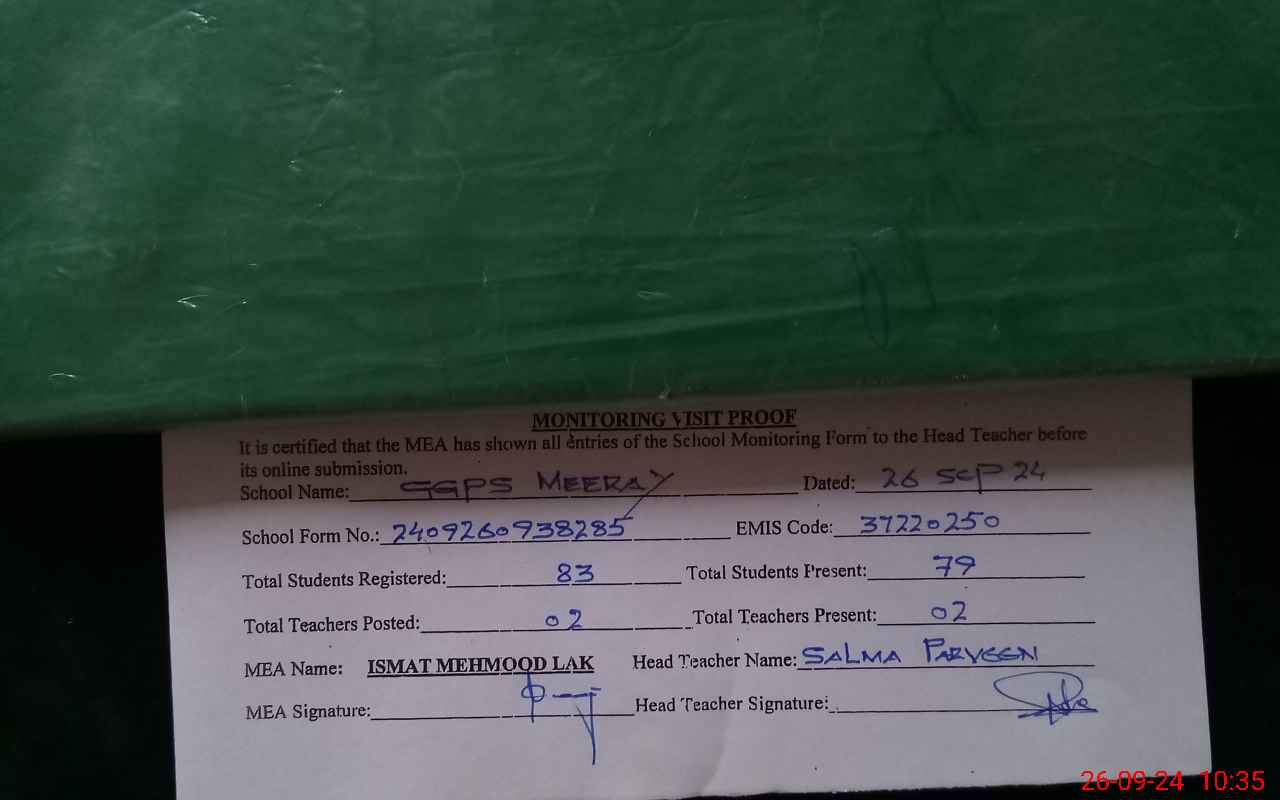 MONITORING VISIT PROOF
It is certified that the MEA has shown all entries of the School Monitoring Form to the Head Teacher before
its online submission.
School Name: GGPS MEERAY Dated: 26 Sep 24
School Form No.: 2409260938285 EMIS Code: 37220250
Total Students Registered: 83 Total Students Present: 79
Total Teachers Posted: 02 Total Teachers Present: 02
MEA Name: ISMAT MEHMOOD LAK Head Teacher Name: SALMA PARVEEN
MEA Signature: Head Teacher Signature:
26-09-24 10:35